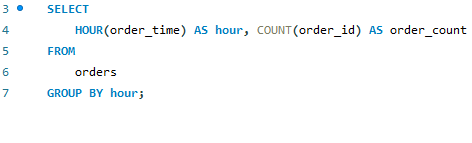 3 SELECT
4 HOUR(order_time) AS hour, COUNT(order_id) AS order_count
5 FROM
6 orders
7 GROUP BY hour;